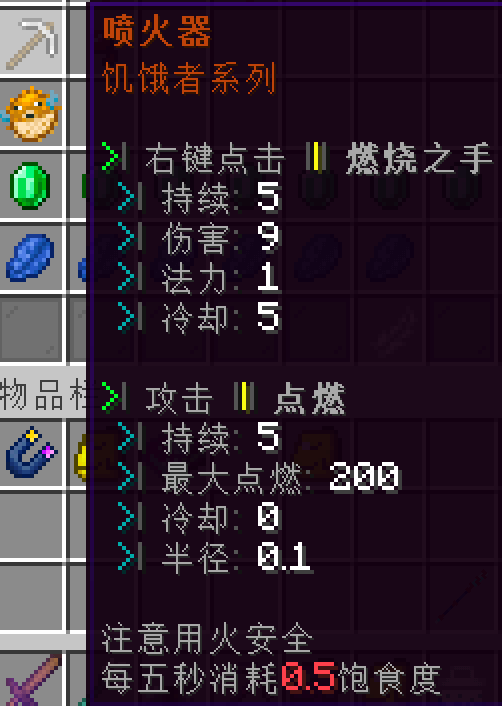 喷火器
饥饿者系列
>| 右键点击 || 燃烧之手
>| 持续: 5
>| 伤害: 9
>| 法力: 1
>| 冷却: 5
物品栏
>| 攻击 || 点燃
>| 持续: 5
>| 最大点燃: 200
>| 冷却: 0
>| 半径: 0.1
注意用火安全
每五秒消耗0.5饱食度